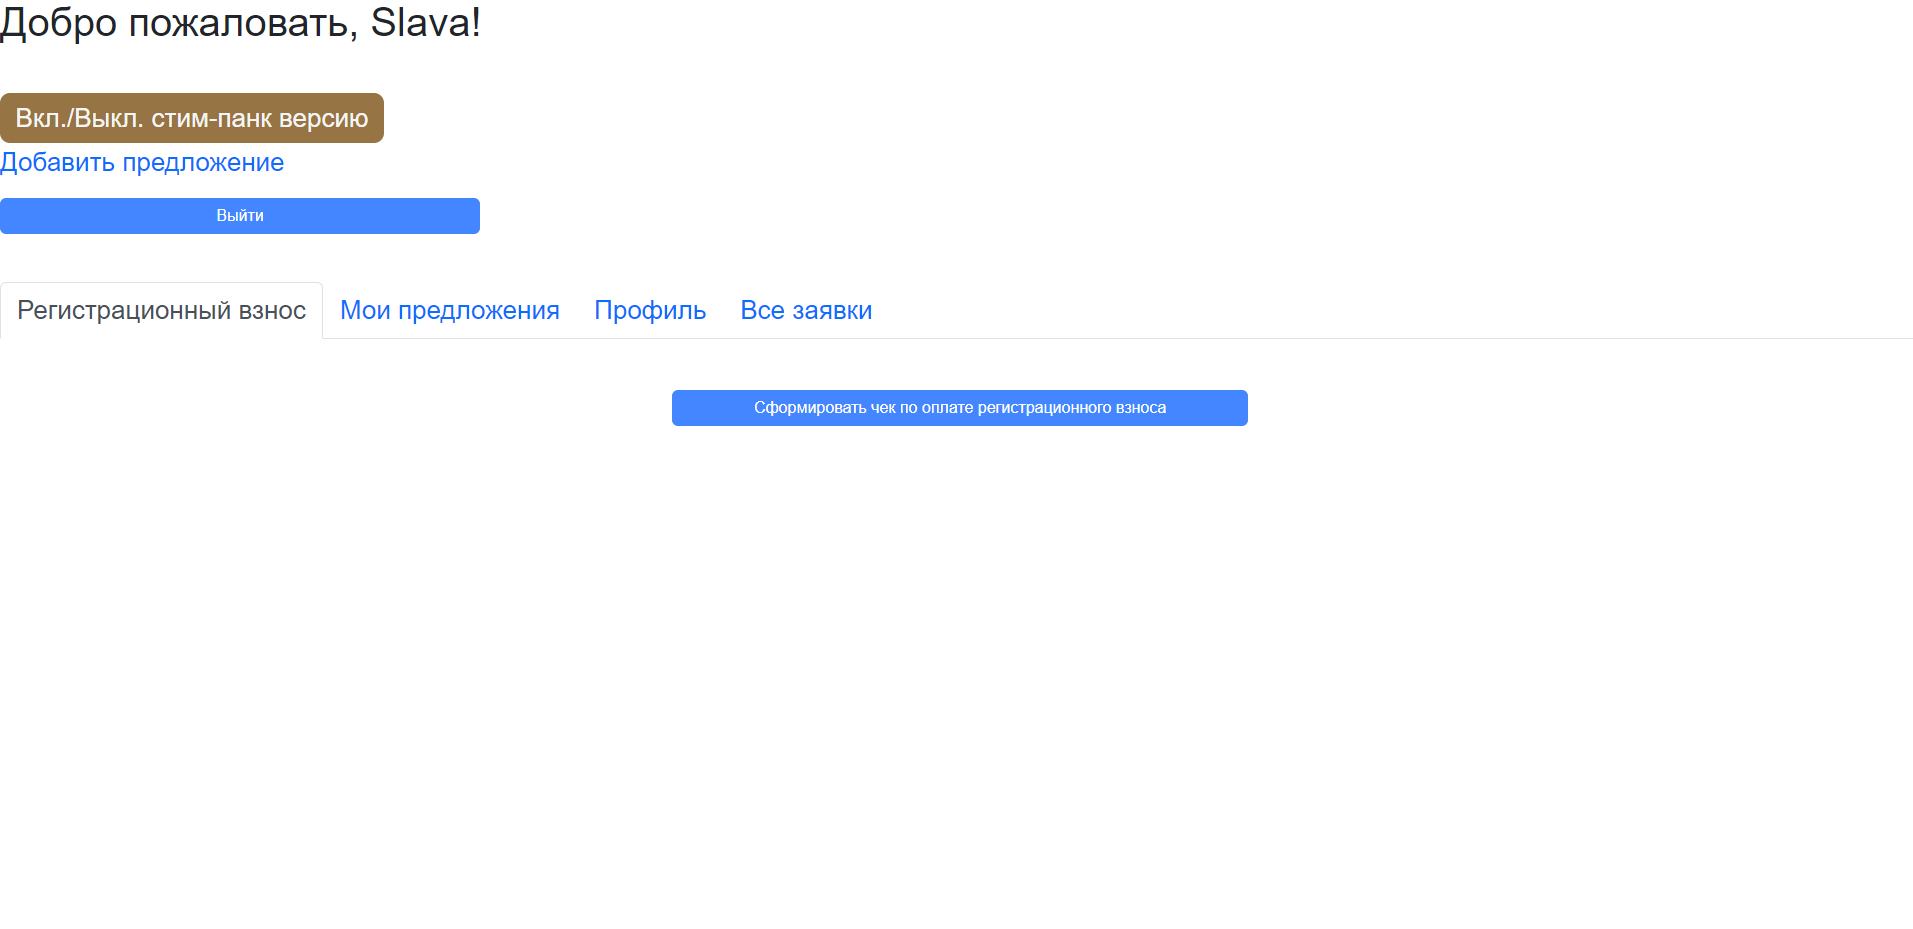 Добро пожаловать, Slava!
Вкл./Выкл. стим-панк версию
Добавить предложение
Выйти
Регистрационный взнос Мои предложения Профиль Все заявки
Сформировать чек по оплате регистрационного взноса